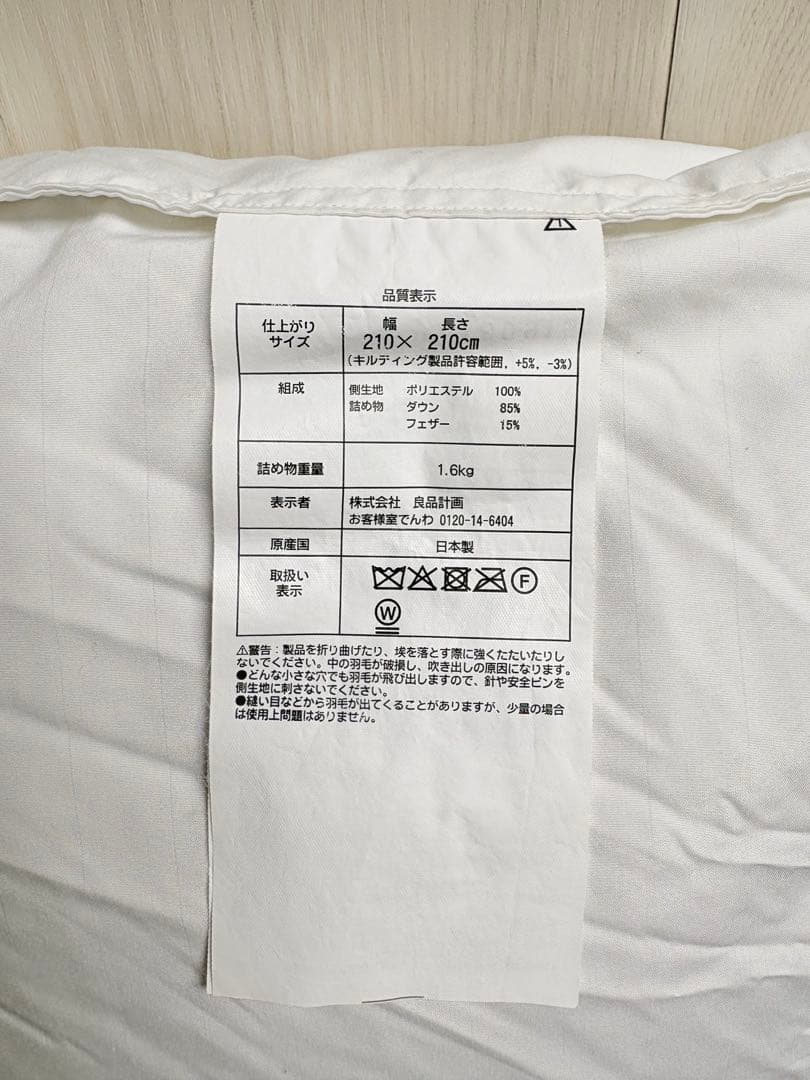 品質表示
仕上がり
サイズ
幅 長さ
210× 210cm
(キルティング製品許容範囲, +5%, -3%)
組成
側生地 ポリエステル 100%
詰め物 ダウン 85%
フェザー 15%
詰め物重量
1.6kg
表示者
株式会社 良品計画
お客様室でんわ 0120-14-6404
原産国
日本製
取扱い
表示
F
W
⚠警告:製品を折り曲げたり、埃を落とす際に強くたたいたりし
ないでください。中の羽毛が破損し、吹き出しの原因になります。
●どんな小さな穴でも羽毛が飛び出しますので、針や安全ピンを
側生地に刺さないでください。
●縫い目などから羽毛が出てくることがありますが、少量の場合
は使用上問題はありません。